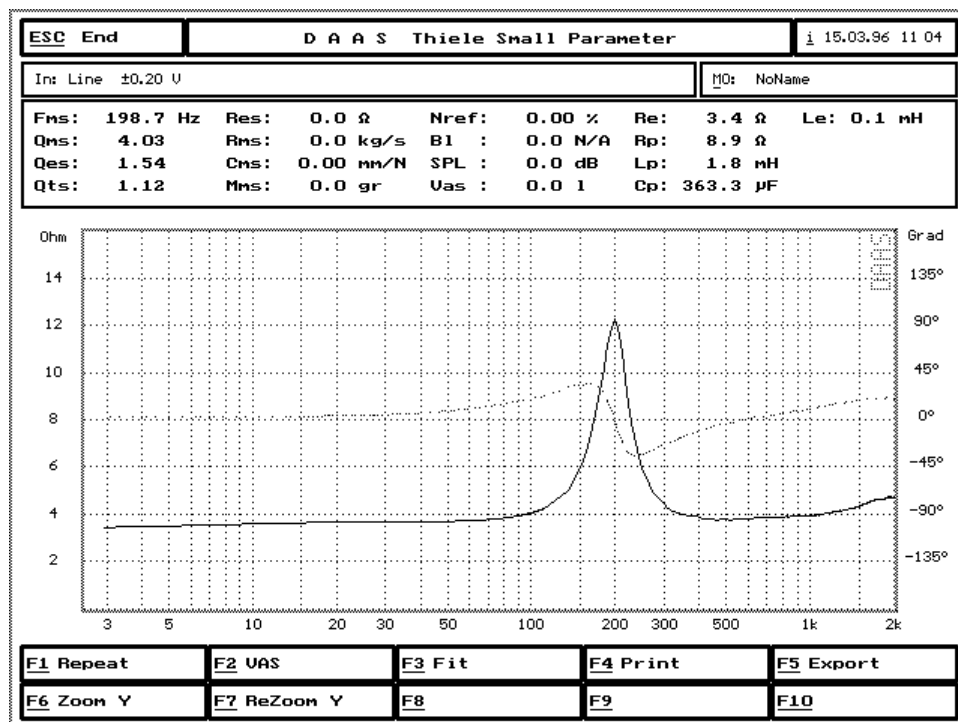 ESC End
D A A S Thiele Small Parameter
i 15.03.96 11 04
In: Line ±0.20 V
MO: NoName
Fms: 198.7 Hz Res: 0.0 Ω Nref: 0.00 % Re: 3.4 Ω Le: 0.1 mH
Qms: 4.03 Rms: 0.0 kg/s Bl : 0.0 N/A Rp: 8.9 Ω
Qes: 1.54 Cms: 0.00 mm/N SPL : 0.0 dB Lp: 1.8 mH
Qts: 1.12 Mms: 0.0 gr Vas : 0.0 l Cp: 363.3 µF
Ohm
Grad
DAAS
14
135°
12
90°
10
45°
8
0°
6
-45°
4
-90°
2
-135°
3 5 10 20 30 50 100 200 300 500 1k 2k
F1 Repeat
F2 VAS
F3 Fit
F4 Print
F5 Export
F6 Zoom Y
F7 ReZoom Y
F8
F9
F10